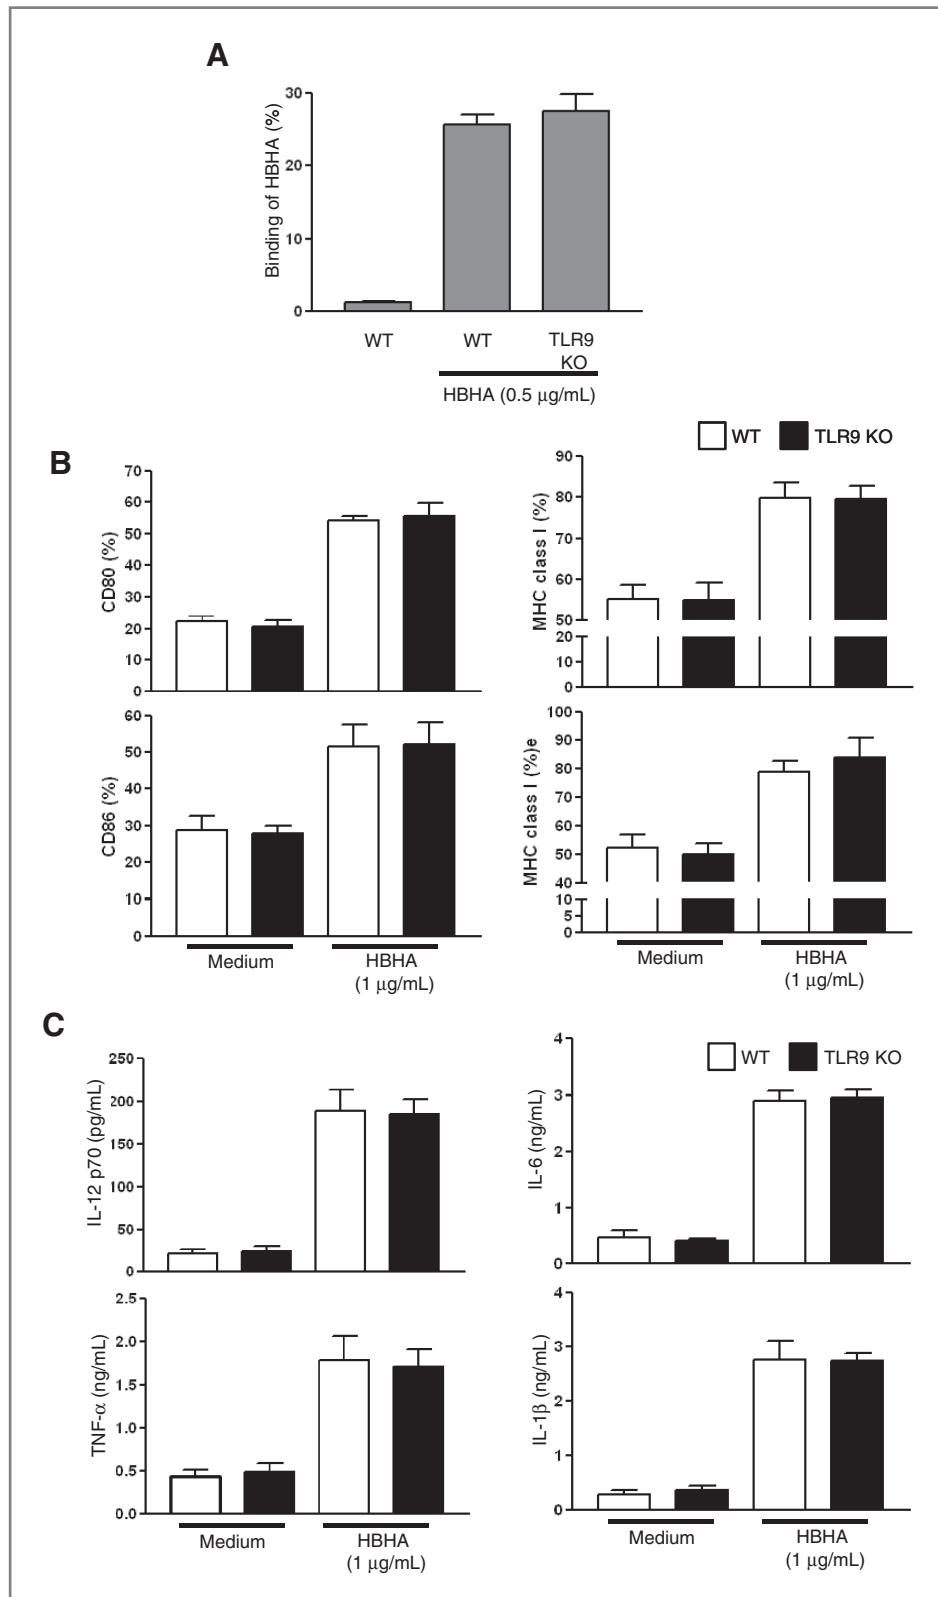 A
Binding of HBHA (%)
30
20
10
0
WT
WT
TLR9
KO
HBHA (0.5 μg/mL)
WT
TLR9 KO
B
CD80 (%)
70
60
50
40
30
20
10
0
MHC class I (%)
90
80
70
60
50
20
10
0
CD86 (%)
60
50
40
30
20
10
0
Medium
HBHA
(1 μg/mL)
MHC class I (%)e
100
90
80
70
60
50
40
10
5
0
Medium
HBHA
(1 μg/mL)
C
IL-12 p70 (pg/mL)
250
200
150
100
50
0
WT
TLR9 KO
IL-6 (ng/mL)
4
3
2
1
0
TNF-α (ng/mL)
2.5
2.0
1.5
1.0
0.5
0.0
Medium
HBHA
(1 μg/mL)
IL-1β (ng/mL)
4
3
2
1
0
Medium
HBHA
(1 μg/mL)